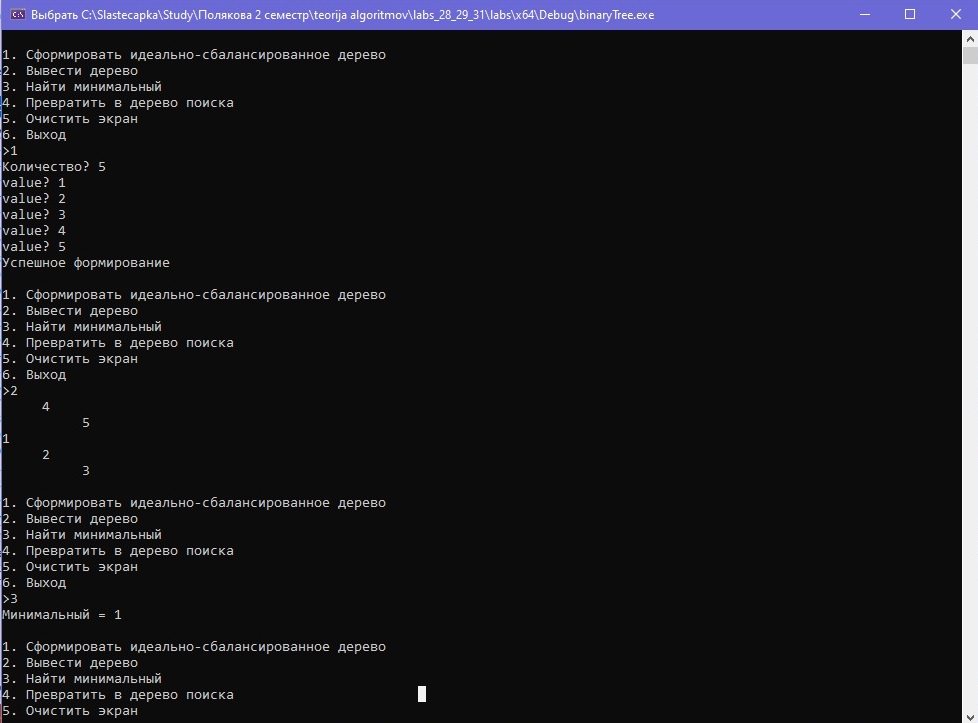 Выбрать C:\Slastecapka\Study\Полякова 2 семестр\teorija algoritmov\labs_28_29_31\labs\x64\Debug\binaryTree.exe
1. Сформировать идеально-сбалансированное дерево
2. Вывести дерево
3. Найти минимальный
4. Превратить в дерево поиска
5. Очистить экран
6. Выход
>1
Количество? 5
value? 1
value? 2
value? 3
value? 4
value? 5
Успешное формирование
1. Сформировать идеально-сбалансированное дерево
2. Вывести дерево
3. Найти минимальный
4. Превратить в дерево поиска
5. Очистить экран
6. Выход
>2
4
5
1
2
3
1. Сформировать идеально-сбалансированное дерево
2. Вывести дерево
3. Найти минимальный
4. Превратить в дерево поиска
5. Очистить экран
6. Выход
>3
Минимальный = 1
1. Сформировать идеально-сбалансированное дерево
2. Вывести дерево
3. Найти минимальный
4. Превратить в дерево поиска
5. Очистить экран